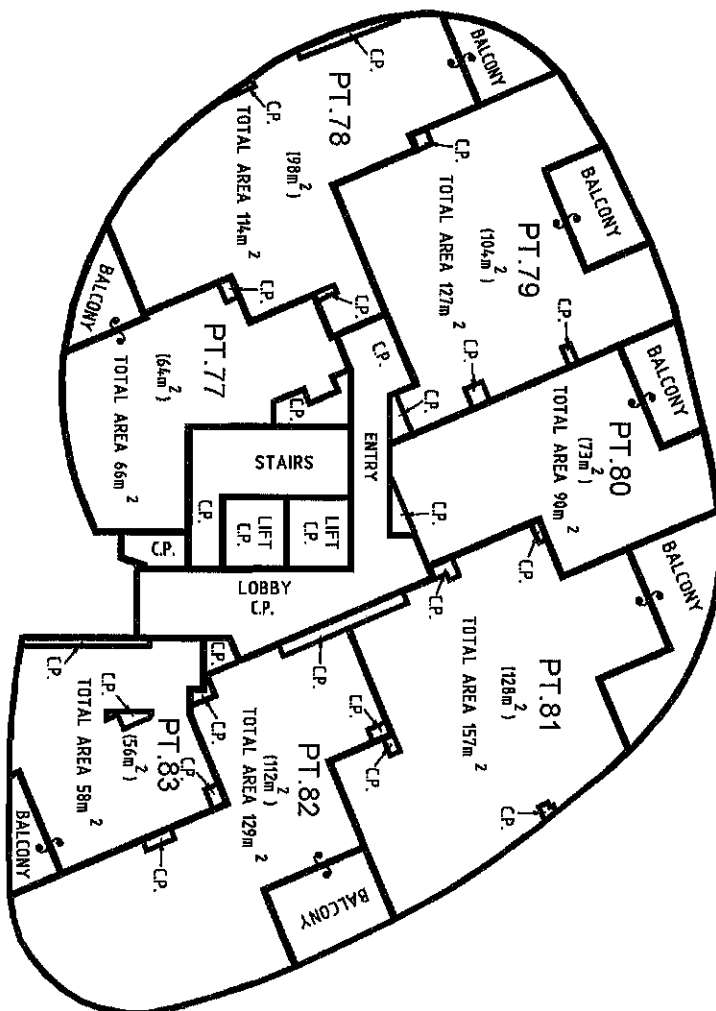 BALCONY
C.P.
PT.78
C.P.
(98m²)
TOTAL AREA 114m²
C.P.
BALCONY
PT.79
(104m²)
TOTAL AREA 127m²
C.P.
C.P.
C.P.
C.P.
C.P.
BALCONY
PT.77
(64m²)
TOTAL AREA 66m²
C.P.
C.P.
BALCONY
PT.80
(73m²)
TOTAL AREA 90m²
C.P.
C.P.
ENTRY
STAIRS
C.P.
LIFT
C.P.
LIFT
C.P.
C.P.
LOBBY
C.P.
C.P.
C.P.
BALCONY
PT.81
(128m²)
TOTAL AREA 157m²
C.P.
C.P.
C.P.
PT.82
(112m²)
TOTAL AREA 129m²
C.P.
C.P.
C.P.
BALCONY
C.P.
C.P.
PT.83
(56m²)
TOTAL AREA 58m²
C.P.
BALCONY